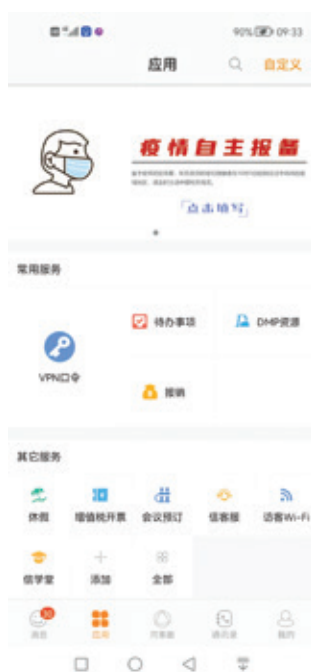 90% 09:33
应用 自定义
疫情自主报备
「点击填写」
常用服务
VPN口令
待办事项
DMP资源
报销
其它服务
休假 增值税开票 会议预订 信客服 访客Wi-Fi
信学堂 添加 全部
30
消息 应用 同事圈 通讯录 我的